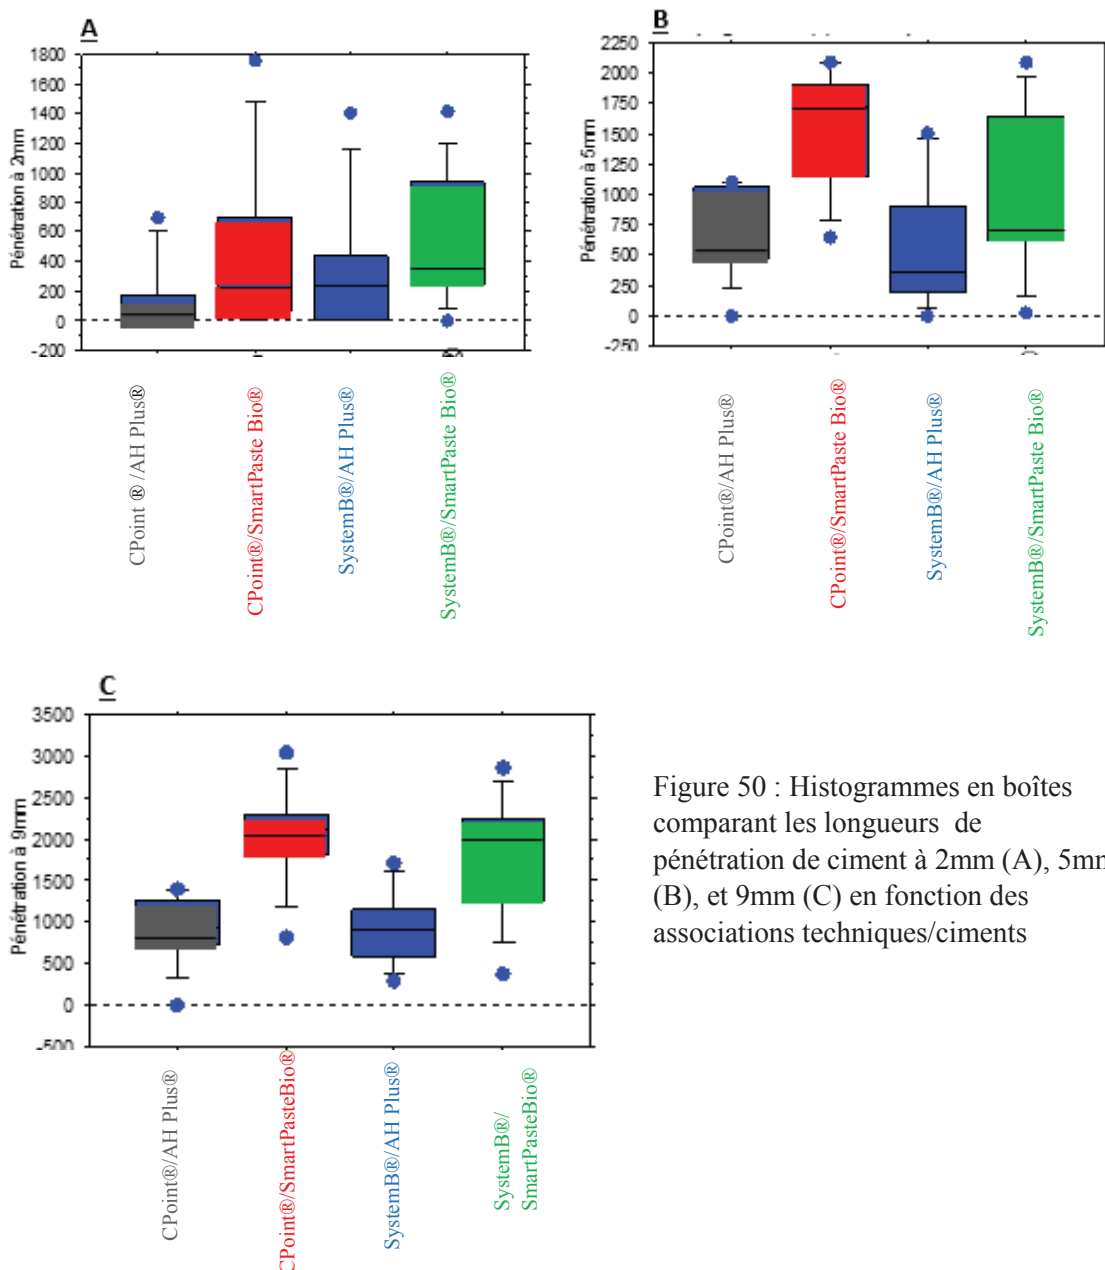 A
1800
1600
1400
1200
1000
800
600
400
200
0
-200
Pénétration à 2mm
CPoint ® /AH Plus®
CPoint®/SmartPaste Bio®
SystemB®/AH Plus®
SystemB®/SmartPaste Bio®
B
2250
2000
1750
1500
1250
1000
750
500
250
0
-250
Pénétration à 5mm
CPoint®/AH Plus®
CPoint®/SmartPaste Bio®
SystemB®/AH Plus®
SystemB®/SmartPaste Bio®
C
3500
3000
2500
2000
1500
1000
500
0
-500
Pénétration à 9mm
CPoint®/AH Plus®
CPoint®/SmartPasteBio®
SystemB®/AH Plus®
SystemB®/
SmartPasteBio®
Figure 50 : Histogrammes en boîtes
comparant les longueurs de
pénétration de ciment à 2mm (A), 5mm
(B), et 9mm (C) en fonction des
associations techniques/ciments